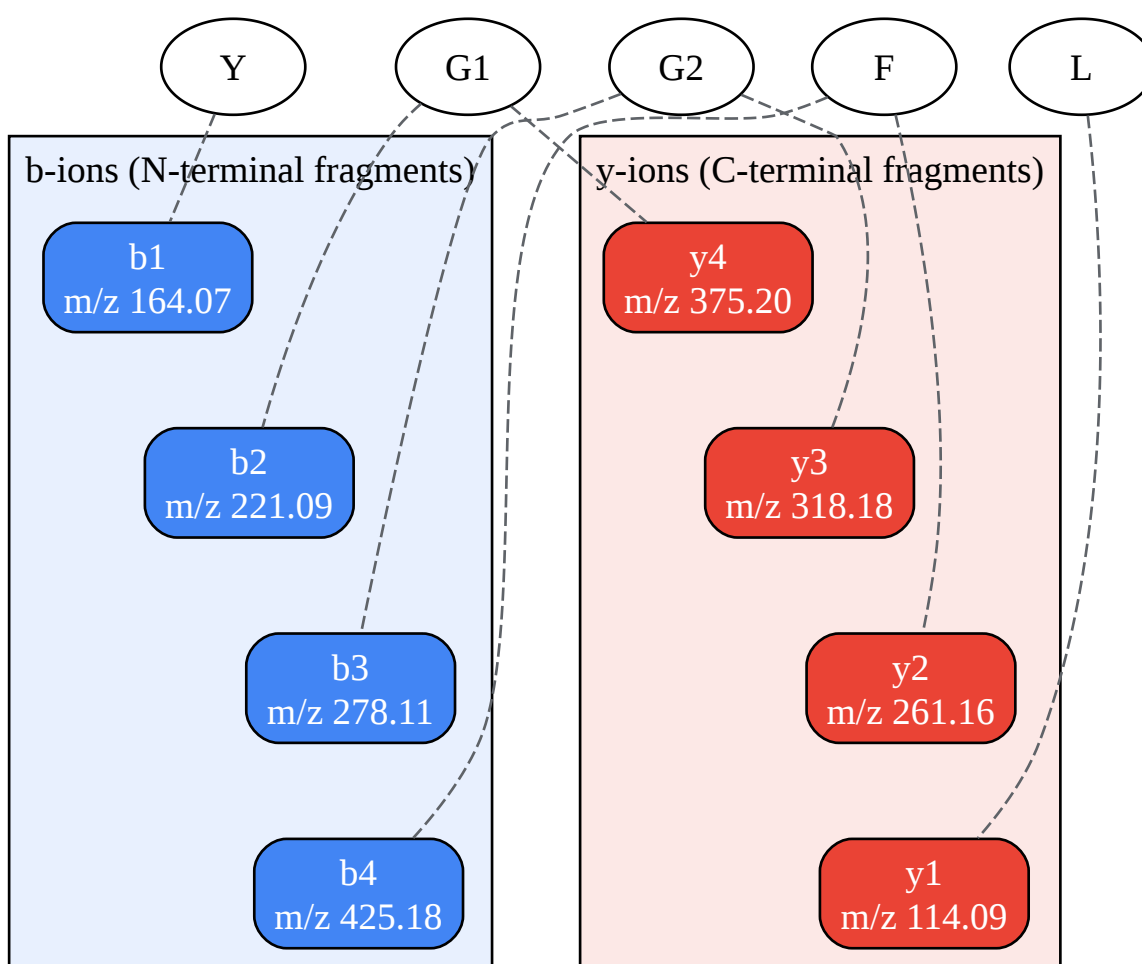 Y
G1
G2
F
L
b-ions (N-terminal fragments)
y-ions (C-terminal fragments)
b1
m/z 164.07
y4
m/z 375.20
b2
m/z 221.09
y3
m/z 318.18
b3
m/z 278.11
y2
m/z 261.16
b4
m/z 425.18
y1
m/z 114.09